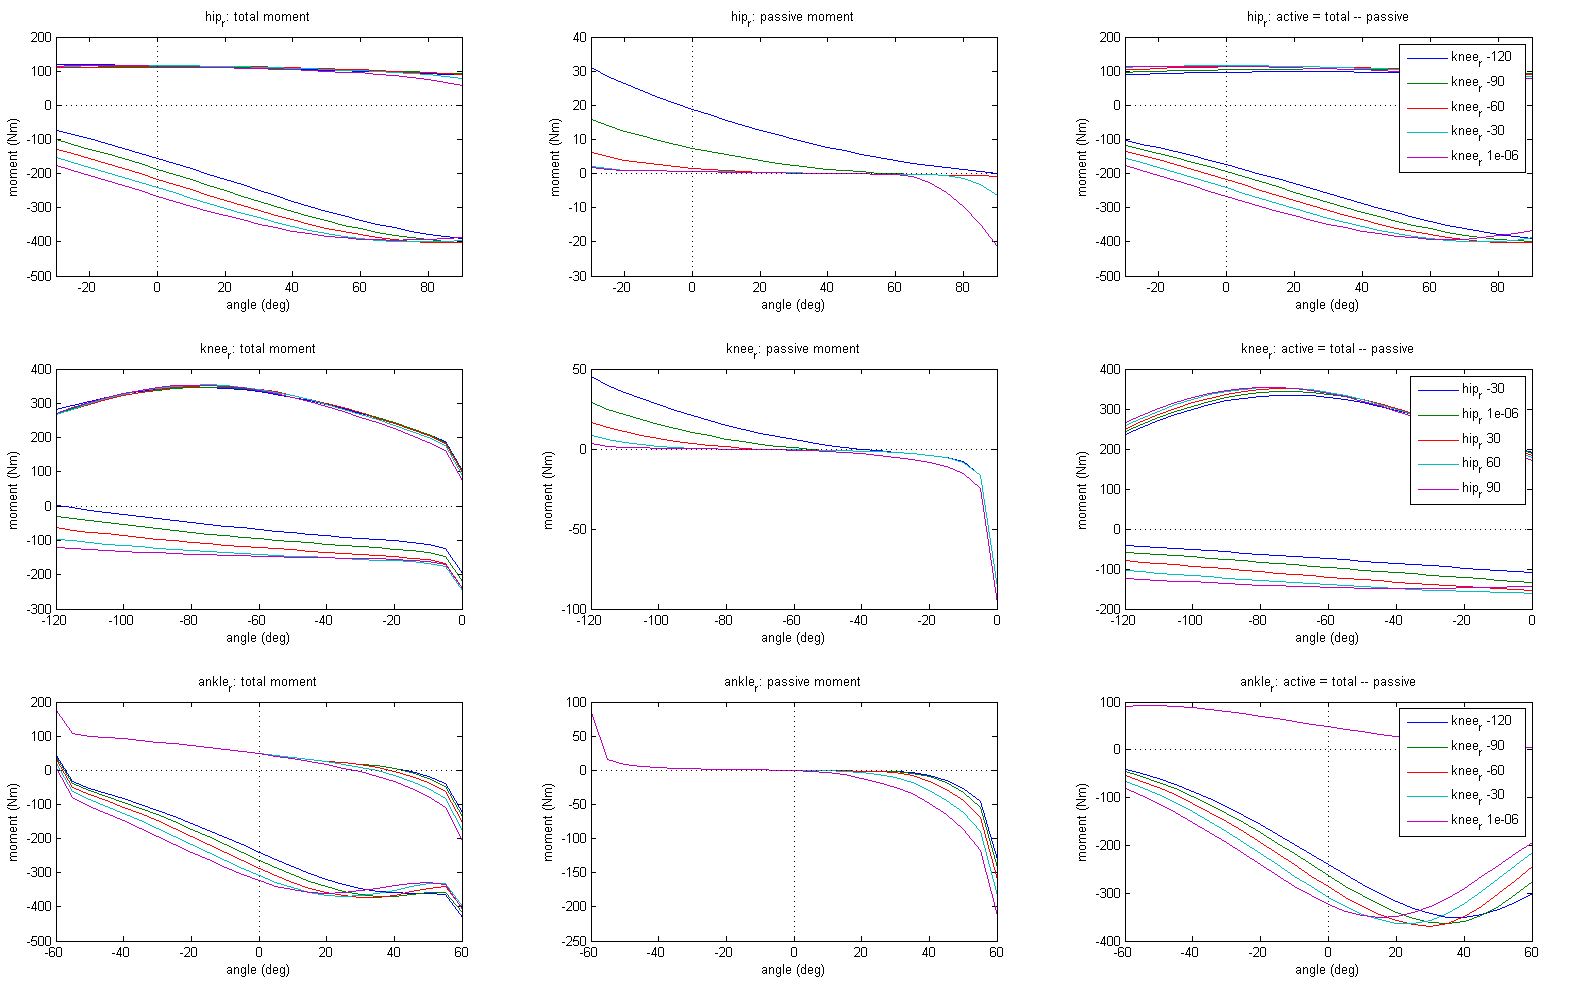 hip_r: total moment
hip_r: passive moment
hip_r: active = total -- passive
200
100
0
-100
-200
-300
-400
-500
moment (Nm)
-20 0 20 40 60 80
angle (deg)
40
30
20
10
0
-10
-20
-30
moment (Nm)
-20 0 20 40 60 80
angle (deg)
200
100
0
-100
-200
-300
-400
-500
moment (Nm)
-20 0 20 40 60 80
angle (deg)
knee_r -120
knee_r -90
knee_r -60
knee_r -30
knee_r 1e-06
knee_r: total moment
knee_r: passive moment
knee_r: active = total -- passive
400
300
200
100
0
-100
-200
-300
moment (Nm)
-120 -100 -80 -60 -40 -20 0
angle (deg)
50
0
-50
-100
moment (Nm)
-120 -100 -80 -60 -40 -20 0
angle (deg)
400
300
200
100
0
-100
-200
moment (Nm)
-120 -100 -80 -60 -40 -20 0
angle (deg)
hip_r -30
hip_r 1e-06
hip_r 30
hip_r 60
hip_r 90
ankle_r: total moment
ankle_r: passive moment
ankle_r: active = total -- passive
200
100
0
-100
-200
-300
-400
-500
moment (Nm)
-60 -40 -20 0 20 40 60
angle (deg)
100
50
0
-50
-100
-150
-200
-250
moment (Nm)
-60 -40 -20 0 20 40 60
angle (deg)
100
0
-100
-200
-300
-400
moment (Nm)
-60 -40 -20 0 20 40 60
angle (deg)
knee_r -120
knee_r -90
knee_r -60
knee_r -30
knee_r 1e-06